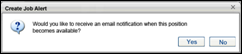 Create Job Alert
Would you like to receive an email notification when this position
becomes available?
Yes
No